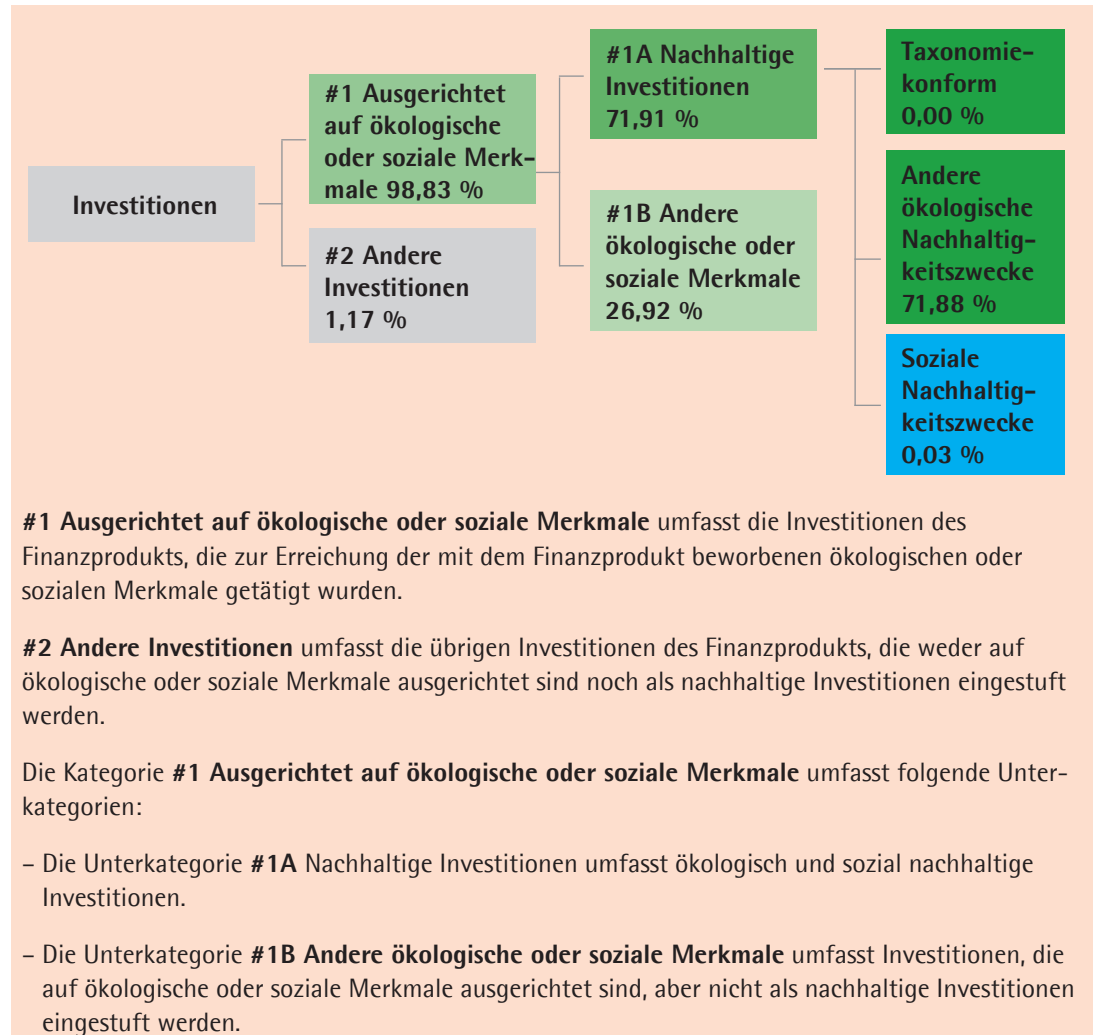 Investitionen
#1 Ausgerichtet
auf ökologische
oder soziale Merk-
male 98,83 %
#2 Andere
Investitionen
1,17 %
#1A Nachhaltige
Investitionen
71,91 %
#1B Andere
ökologische oder
soziale Merkmale
26,92 %
Taxonomie-
konform
0,00 %
Andere
ökologische
Nachhaltig-
keitszwecke
71,88 %
Soziale
Nachhaltig-
keitszwecke
0,03 %
#1 Ausgerichtet auf ökologische oder soziale Merkmale umfasst die Investitionen des
Finanzprodukts, die zur Erreichung der mit dem Finanzprodukt beworbenen ökologischen oder
sozialen Merkmale getätigt wurden.
#2 Andere Investitionen umfasst die übrigen Investitionen des Finanzprodukts, die weder auf
ökologische oder soziale Merkmale ausgerichtet sind noch als nachhaltige Investitionen eingestuft
werden.
Die Kategorie #1 Ausgerichtet auf ökologische oder soziale Merkmale umfasst folgende Unter-
kategorien:
– Die Unterkategorie #1A Nachhaltige Investitionen umfasst ökologisch und sozial nachhaltige
Investitionen.
– Die Unterkategorie #1B Andere ökologische oder soziale Merkmale umfasst Investitionen, die
auf ökologische oder soziale Merkmale ausgerichtet sind, aber nicht als nachhaltige Investitionen
eingestuft werden.